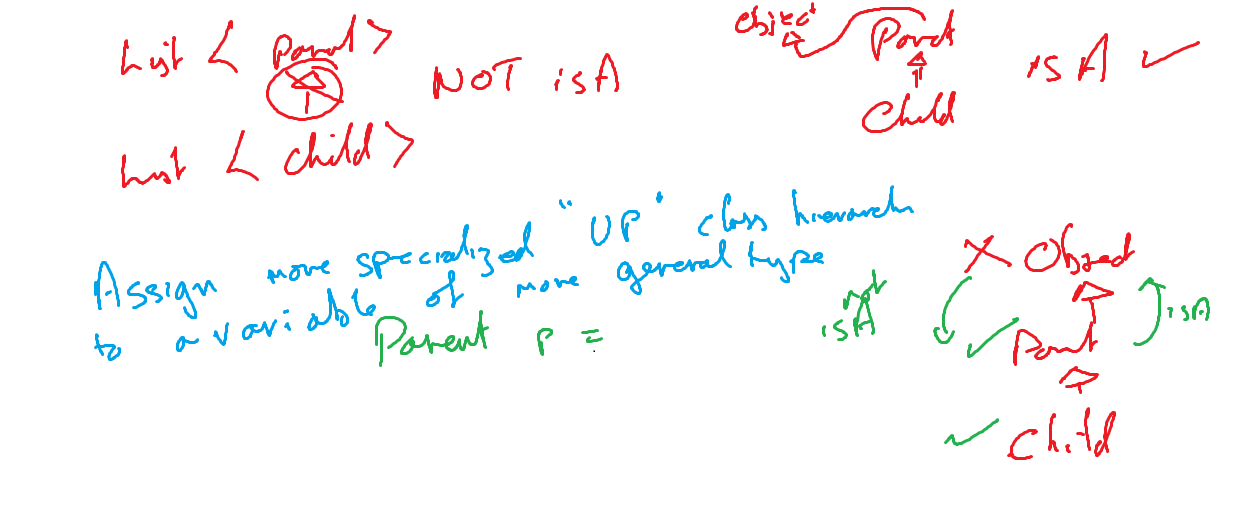 List < Parent >
NOT isA
List < Child >
Object Parent
isA ✓
Child
Assign more specialized "UP" class hierarch
to a variable of more general type
Parent p =
not
isA
X Object
isA
✓ Parent
✓ Child